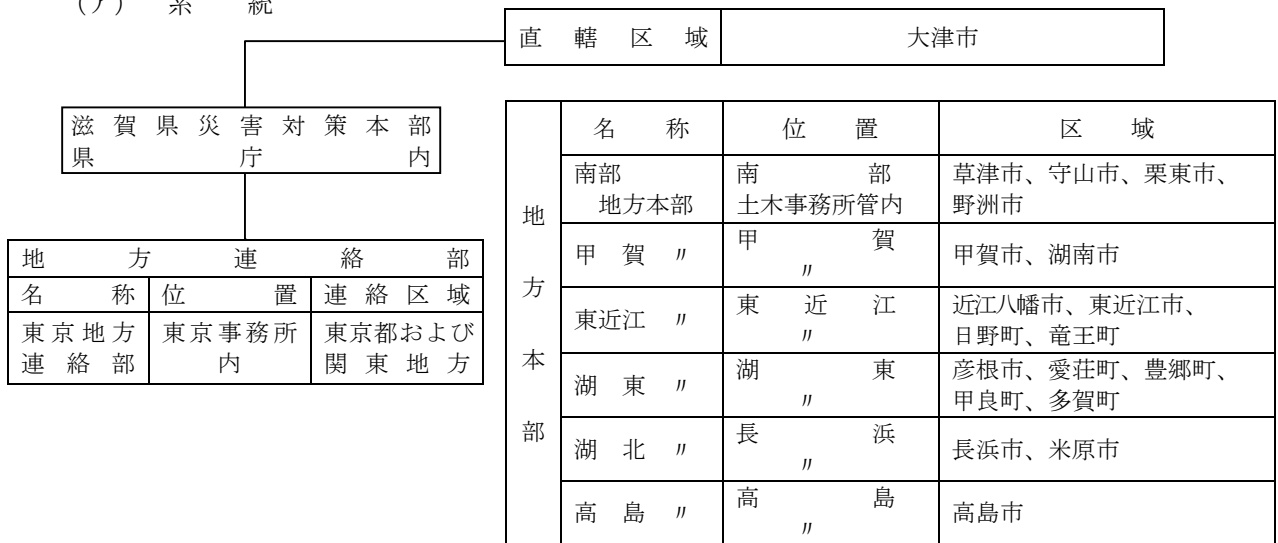 (ア) 系 統
直 轄 区 域 大津市
滋 賀 県 災 害 対 策 本 部
県 庁 内
地 方 連 絡 部
名 称 位 置 連 絡 区 域
東 京 地 方 東京事務所 東京都および
連 絡 部 内 関 東 地 方
地 方 本 部
名 称 位 置 区 域
南部 南 部 草津市、守山市、栗東市、
地方本部 土木事務所管内 野洲市
甲 賀 〃 甲 賀 甲賀市、湖南市
〃
東近江 〃 東 近 江 近江八幡市、東近江市、
〃 日野町、竜王町
湖 東 〃 湖 東 彦根市、愛荘町、豊郷町、
〃 甲良町、多賀町
湖 北 〃 長 浜 長浜市、米原市
〃
高 島 〃 高 島 高島市
〃